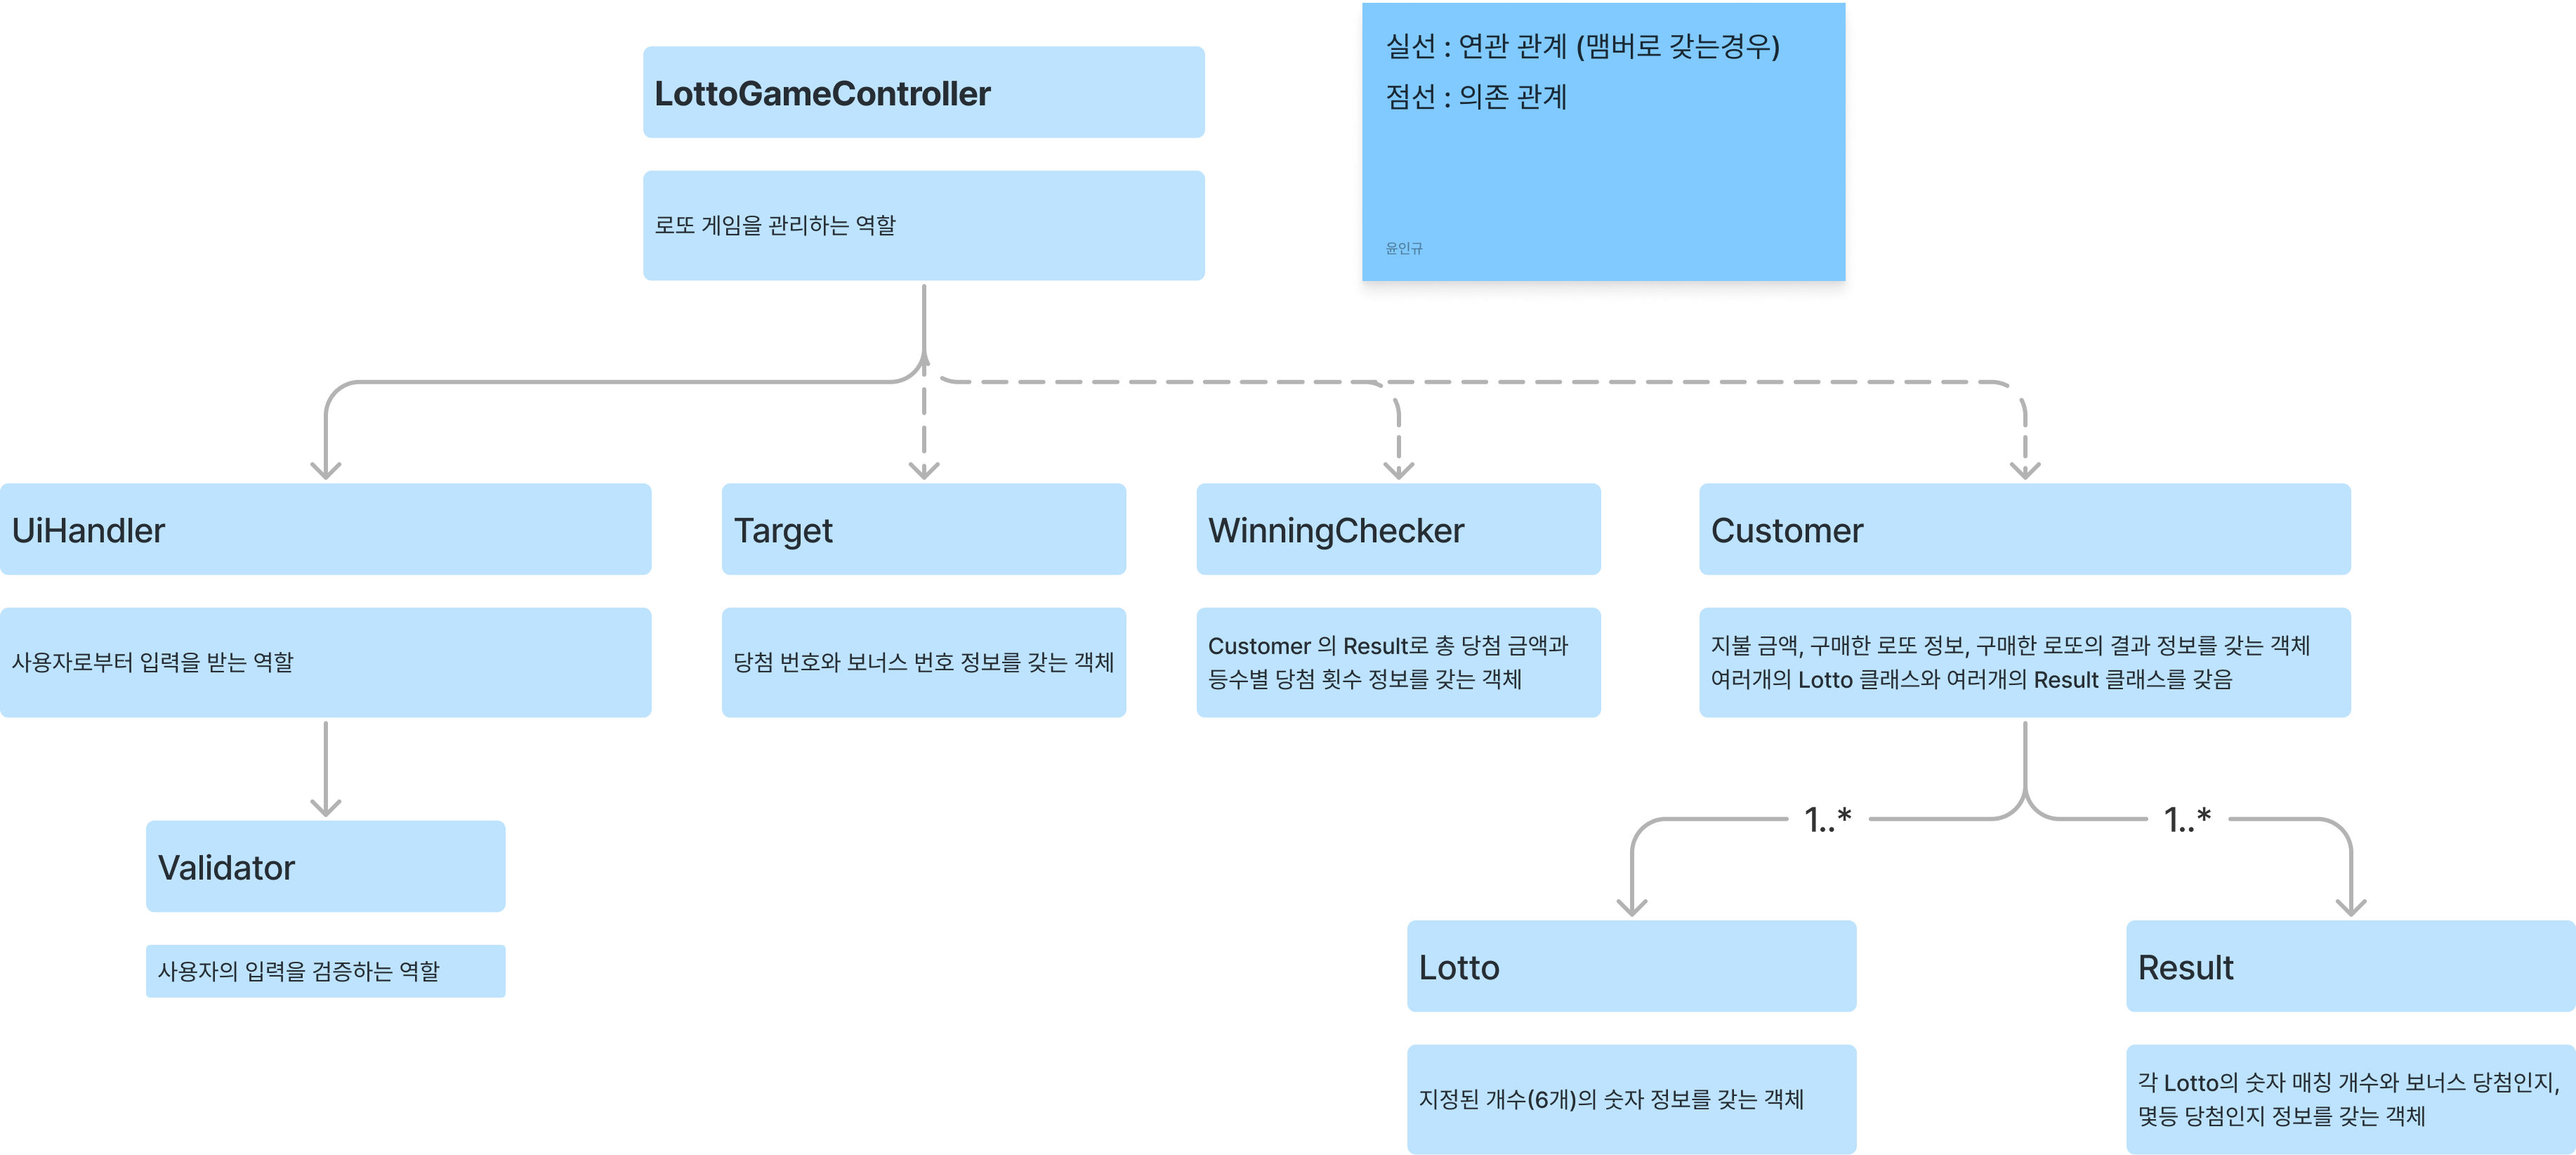 LottoGameController
로또 게임을 관리하는 역할
실선 : 연관 관계 (맴버로 갖는경우)
점선 : 의존 관계
윤인규
UiHandler
사용자로부터 입력을 받는 역할
Target
당첨 번호와 보너스 번호 정보를 갖는 객체
WinningChecker
Customer 의 Result로 총 당첨 금액과
등수별 당첨 횟수 정보를 갖는 객체
Customer
지불 금액, 구매한 로또 정보, 구매한 로또의 결과 정보를 갖는 객체
여러개의 Lotto 클래스와 여러개의 Result 클래스를 갖음
Validator
사용자의 입력을 검증하는 역할
1..*
1..*
Lotto
지정된 개수(6개)의 숫자 정보를 갖는 객체
Result
각 Lotto의 숫자 매칭 개수와 보너스 당첨인지,
몇등 당첨인지 정보를 갖는 객체